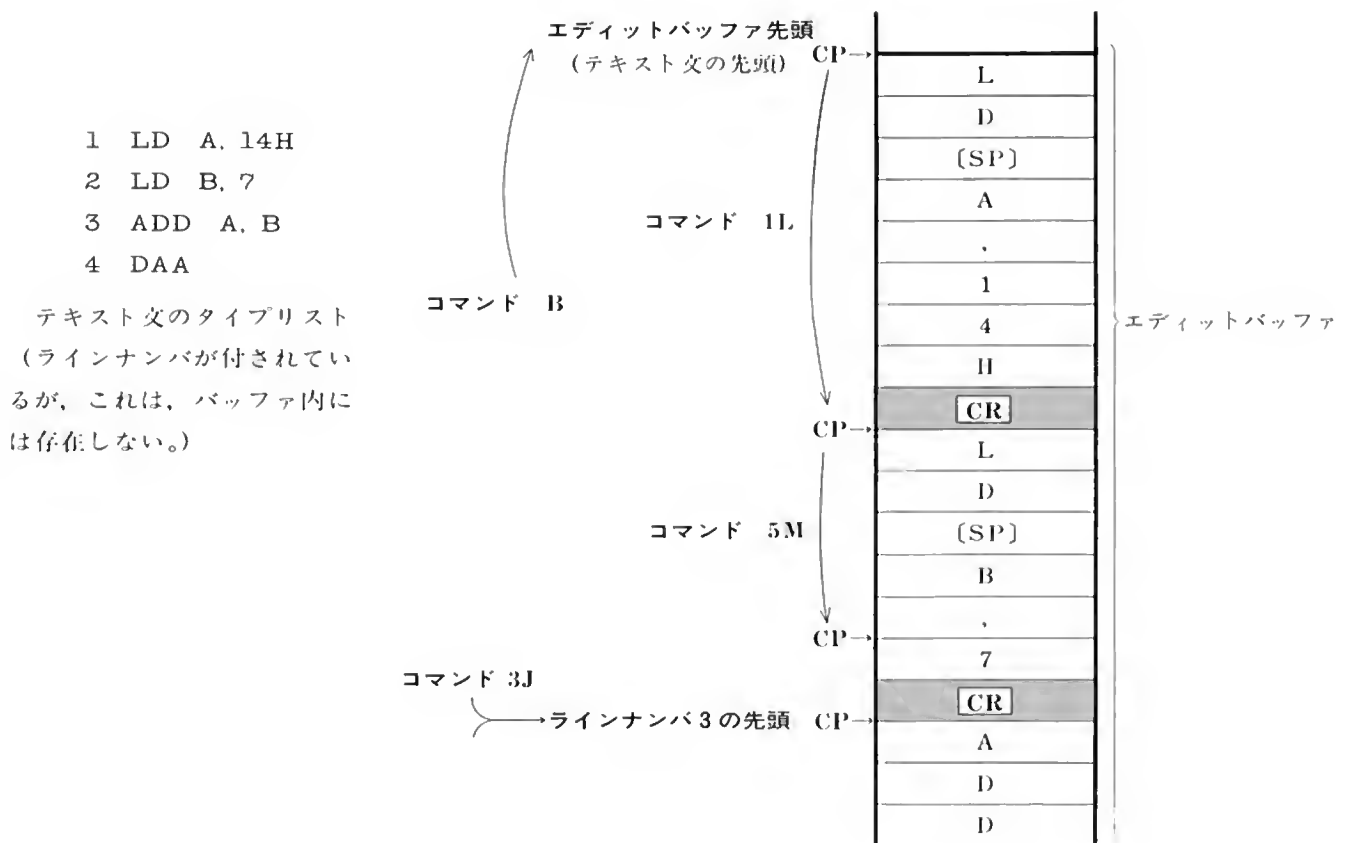 1 LD A, 14H
2 LD B, 7
3 ADD A, B
4 DAA
テキスト文のタイプリスト
(ラインナンバが付されてい
るが，これは，バッファ内に
は存在しない。)
エディットバッファ先頭
(テキスト文の先頭)
コマンド B
コマンド 1L
コマンド 5M
コマンド 3J
ラインナンバ3の先頭
CP
CP
CP
CP
L
D
〔SP〕
A
,
1
4
H
CR
L
D
〔SP〕
B
,
7
CR
A
D
D
エディットバッファ